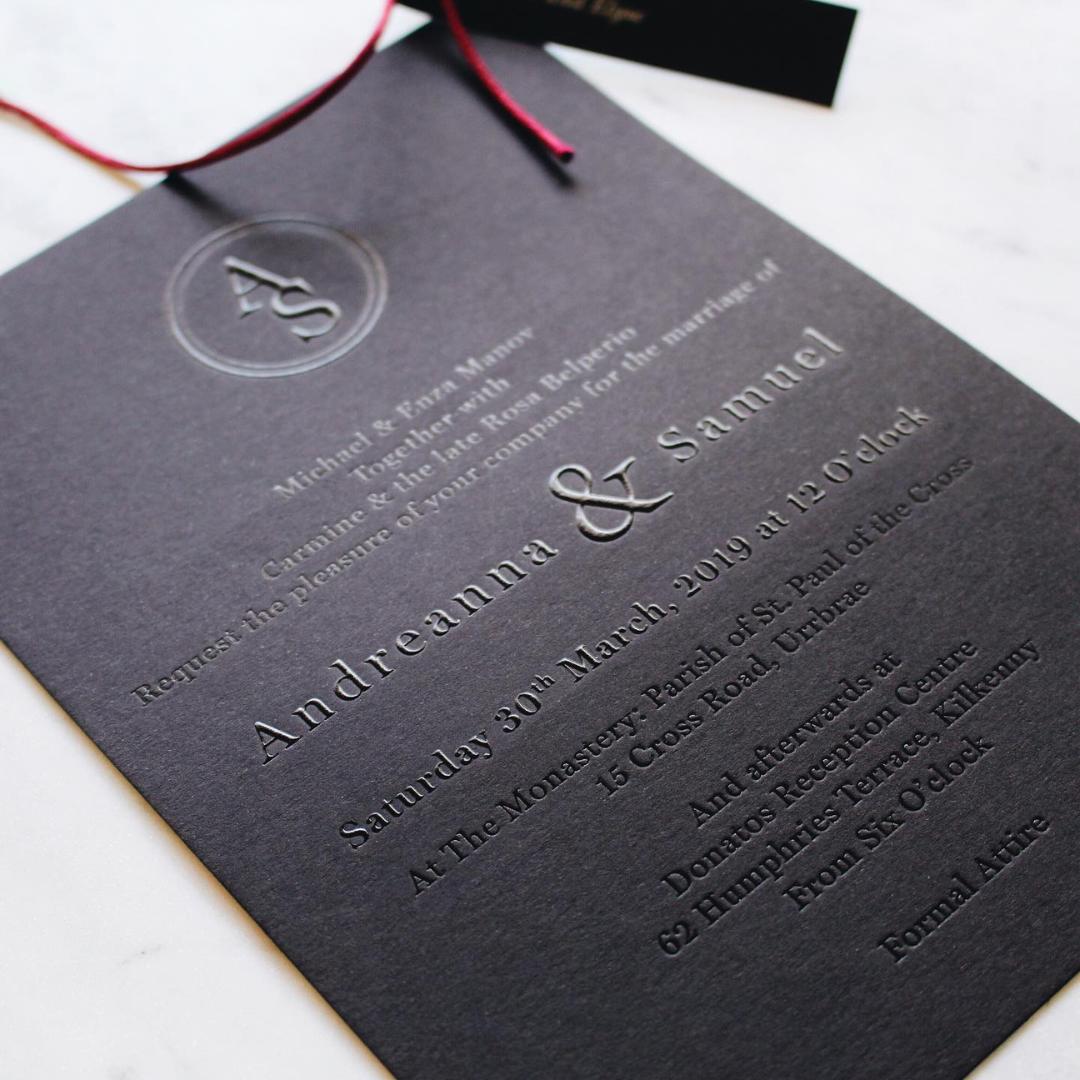 AS
Michael & Enza Manov
Together with
Carmine & the late Rosa Belperio
Request the pleasure of your company for the marriage of
Andreanna & Samuel
Saturday 30th March, 2019 at 12 O'clock
At The Monastery: Parish of St. Paul of the Cross
15 Cross Road, Urrbrae
And afterwards at
Donatos Reception Centre
62 Humphries Terrace, Kilkenny
From Six O'clock
Formal Attire